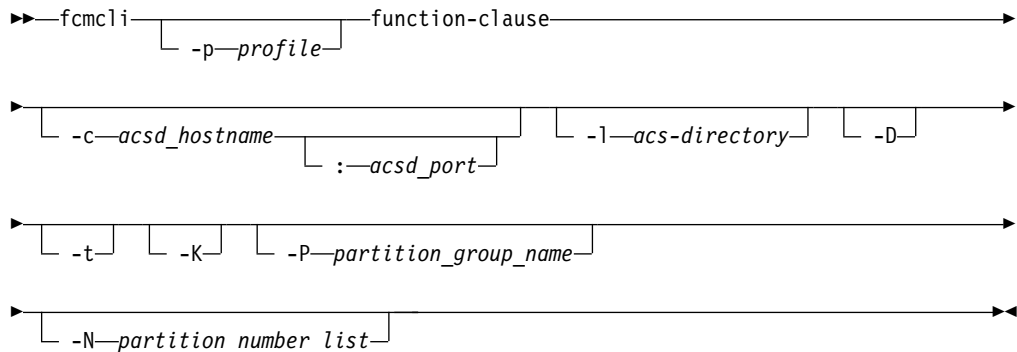 fcmcli function-clause
-p profile
-c acsd_hostname -l acs-directory -D
: acsd_port
-t -K -P partition_group_name
-N partition number list